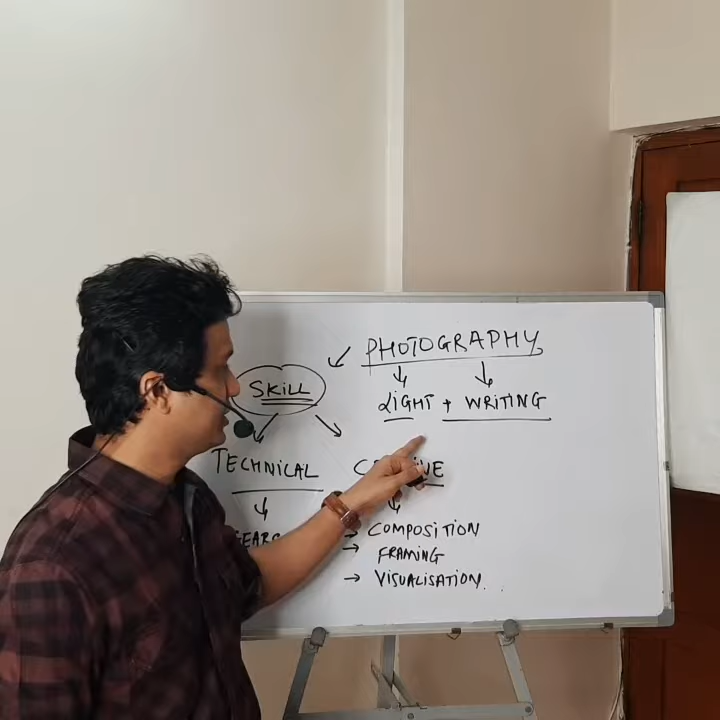 PHOTOGRAPHY
LIGHT + WRITING
SKILL
TECHNICAL
COMPOSITION
FRAMING
VISUALISATION